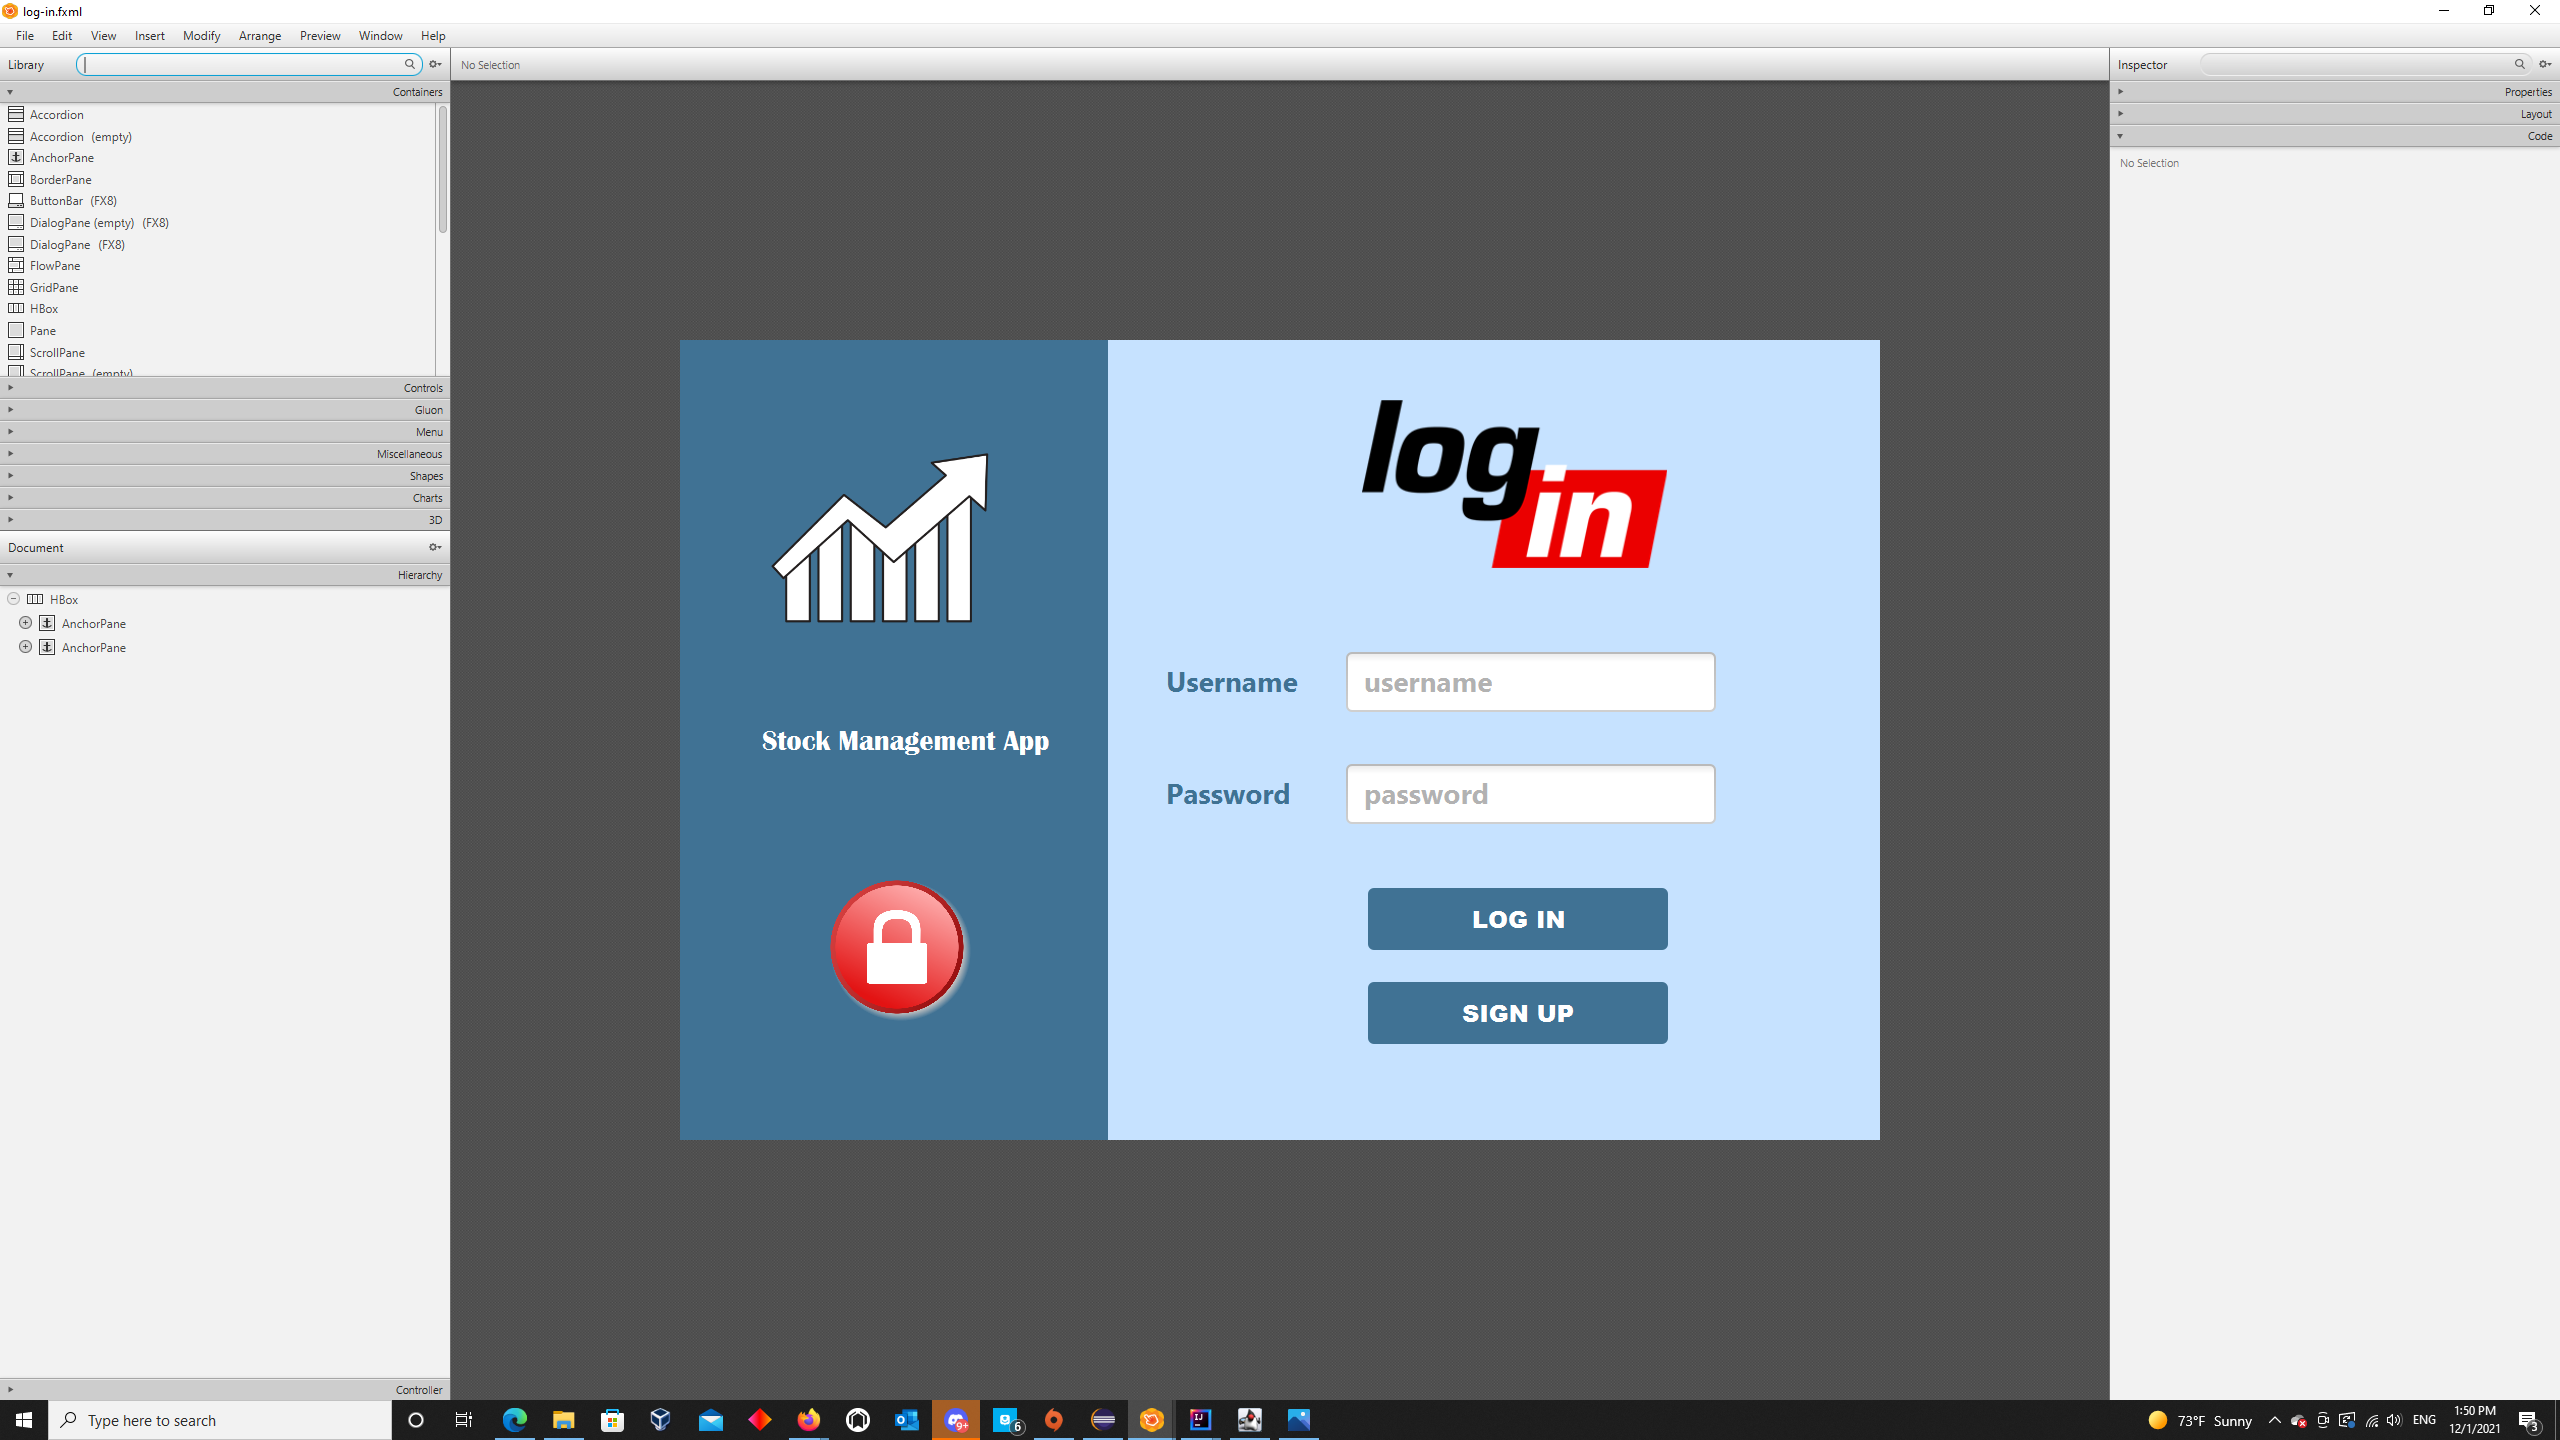 log-in.fxml
File Edit View Insert Modify Arrange Preview Window Help
Library
No Selection
Inspector
Containers
Accordion
Accordion (empty)
AnchorPane
BorderPane
ButtonBar (FX8)
DialogPane (empty) (FX8)
DialogPane (FX8)
FlowPane
GridPane
HBox
Pane
ScrollPane
ScrollPane (empty)
Controls
Gluon
Menu
Miscellaneous
Shapes
Charts
3D
Document
Hierarchy
HBox
AnchorPane
AnchorPane
Controller
Stock Management App
log
in
Username
username
Password
password
LOG IN
SIGN UP
Properties
Layout
Code
No Selection
Type here to search
9+
6
IJ
73°F Sunny
ENG
1:50 PM
12/1/2021
3